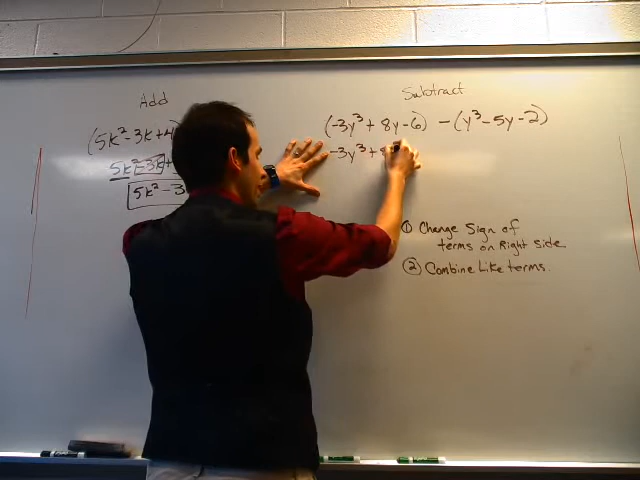 Add
(5k² - 3k + 4
5k² - 3k +
5k² - 3
Subtract
(-3y³ + 8y - 6) - (y³ - 5y - 2)
-3y³ +
① Change Sign of
terms on Right side
② Combine Like terms.